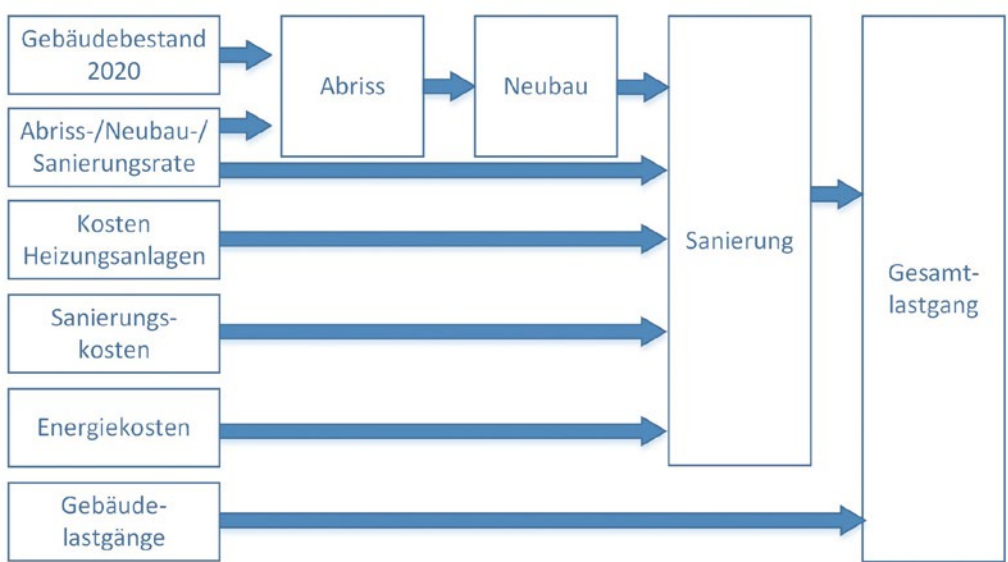 Gebäudebestand
2020
Abriss-/Neubau-/
Sanierungsrate
Kosten
Heizungsanlagen
Sanierungs-
kosten
Energiekosten
Gebäude-
lastgänge
Abriss
Neubau
Sanierung
Gesamt-
lastgang